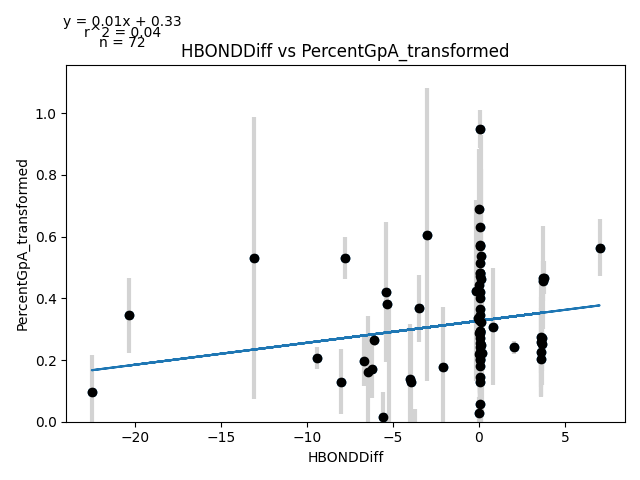 y = 0.01x + 0.33
r^2 = 0.04
n = 72
HBONDDiff vs PercentGpA_transformed
PercentGpA_transformed
1.0
0.8
0.6
0.4
0.2
0.0
−20
−15
−10
−5
0
5
HBONDDiff